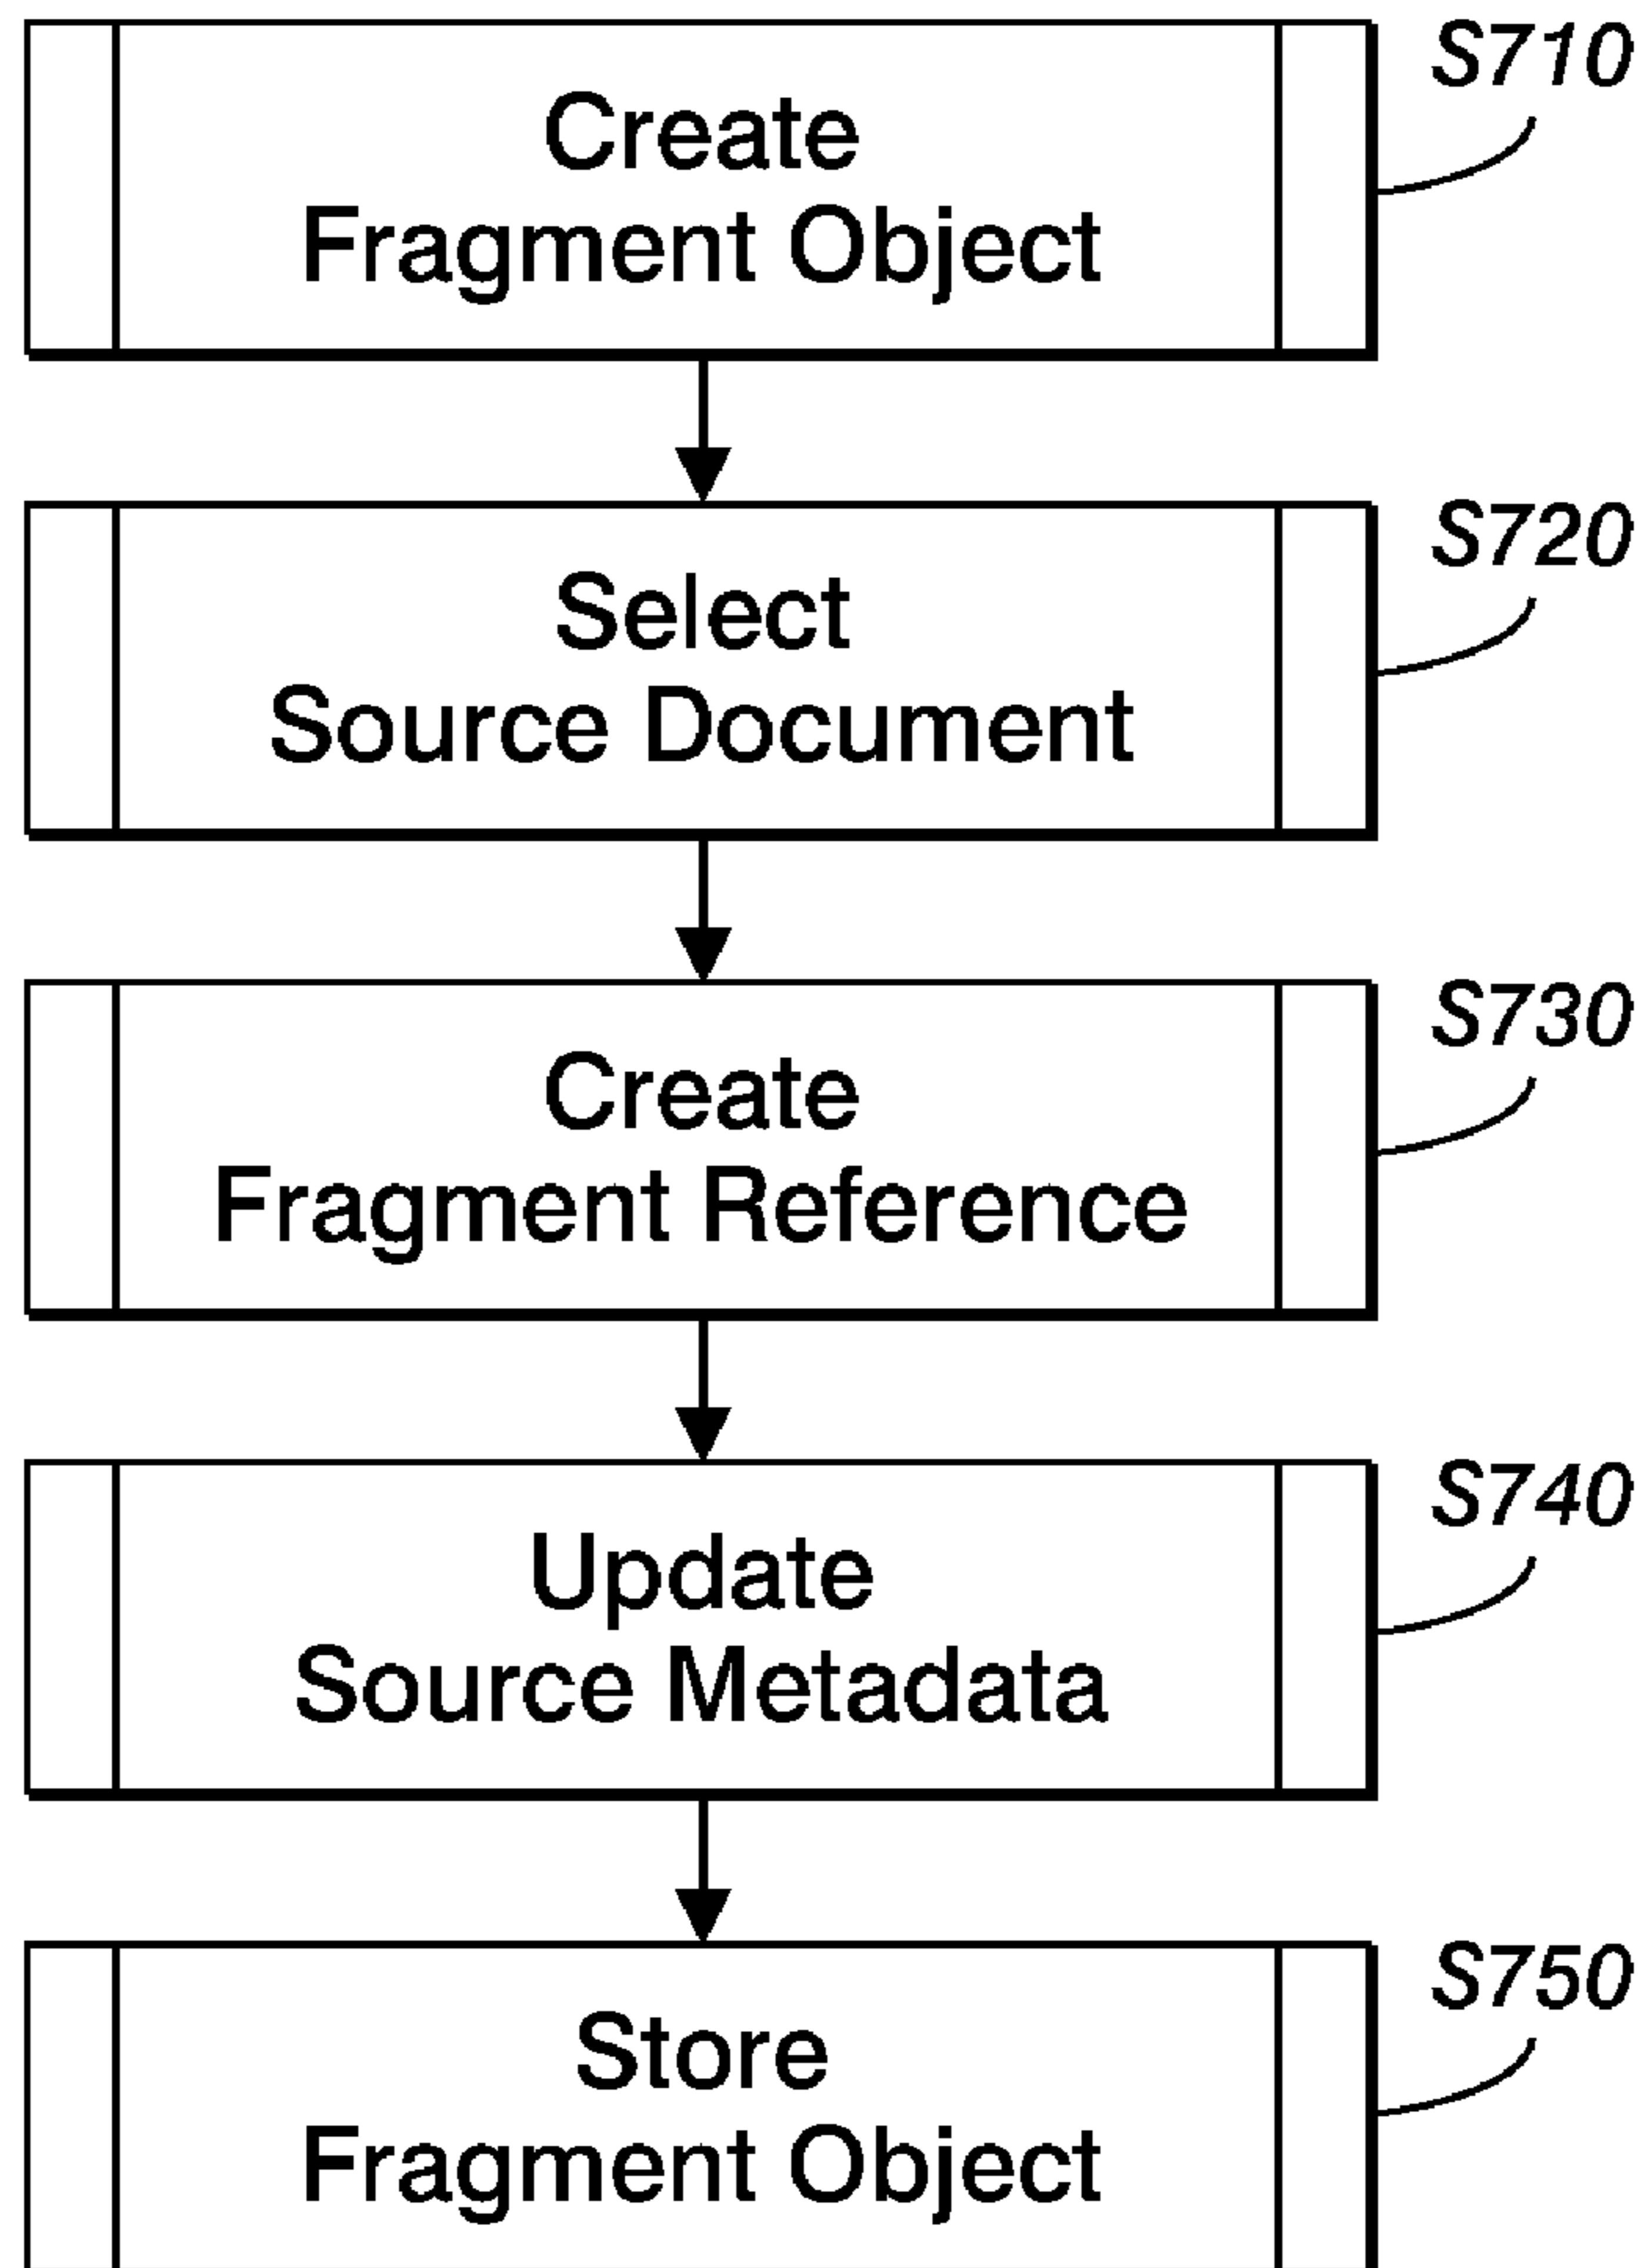 S710
Create
Fragment Object
S720
Select
Source Document
S730
Create
Fragment Reference
S740
Update
Source Metadata
S750
Store
Fragment Object